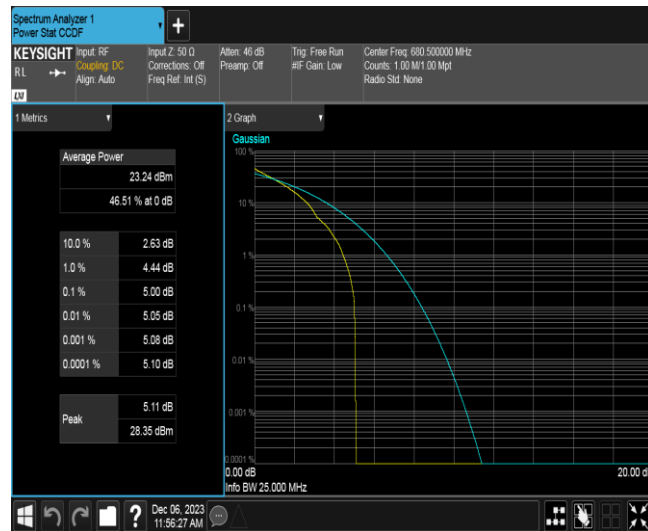 Spectrum Analyzer 1
Power Stat CCDF
+
KEYSIGHT
RL
LXI
Input: RF
Coupling: DC
Align: Auto
Input Z: 50 Ω
Corrections: Off
Freq Ref: Int (S)
Atten: 46 dB
Preamp: Off
Trig: Free Run
#IF Gain: Low
Center Freq: 680.500000 MHz
Counts: 1.00 M/1.00 Mpt
Radio Std: None
1 Metrics
Average Power
23.24 dBm
46.51 % at 0 dB
10.0 % 2.63 dB
1.0 % 4.44 dB
0.1 % 5.00 dB
0.01 % 5.05 dB
0.001 % 5.08 dB
0.0001 % 5.10 dB
Peak
5.11 dB
28.35 dBm
2 Graph
Gaussian
100 %
10 %
1 %
0.1 %
0.01 %
0.001 %
0.0001 %
0.00 dB
20.00 d
Info BW 25.000 MHz
?
Dec 06, 2023
11:56:27 AM